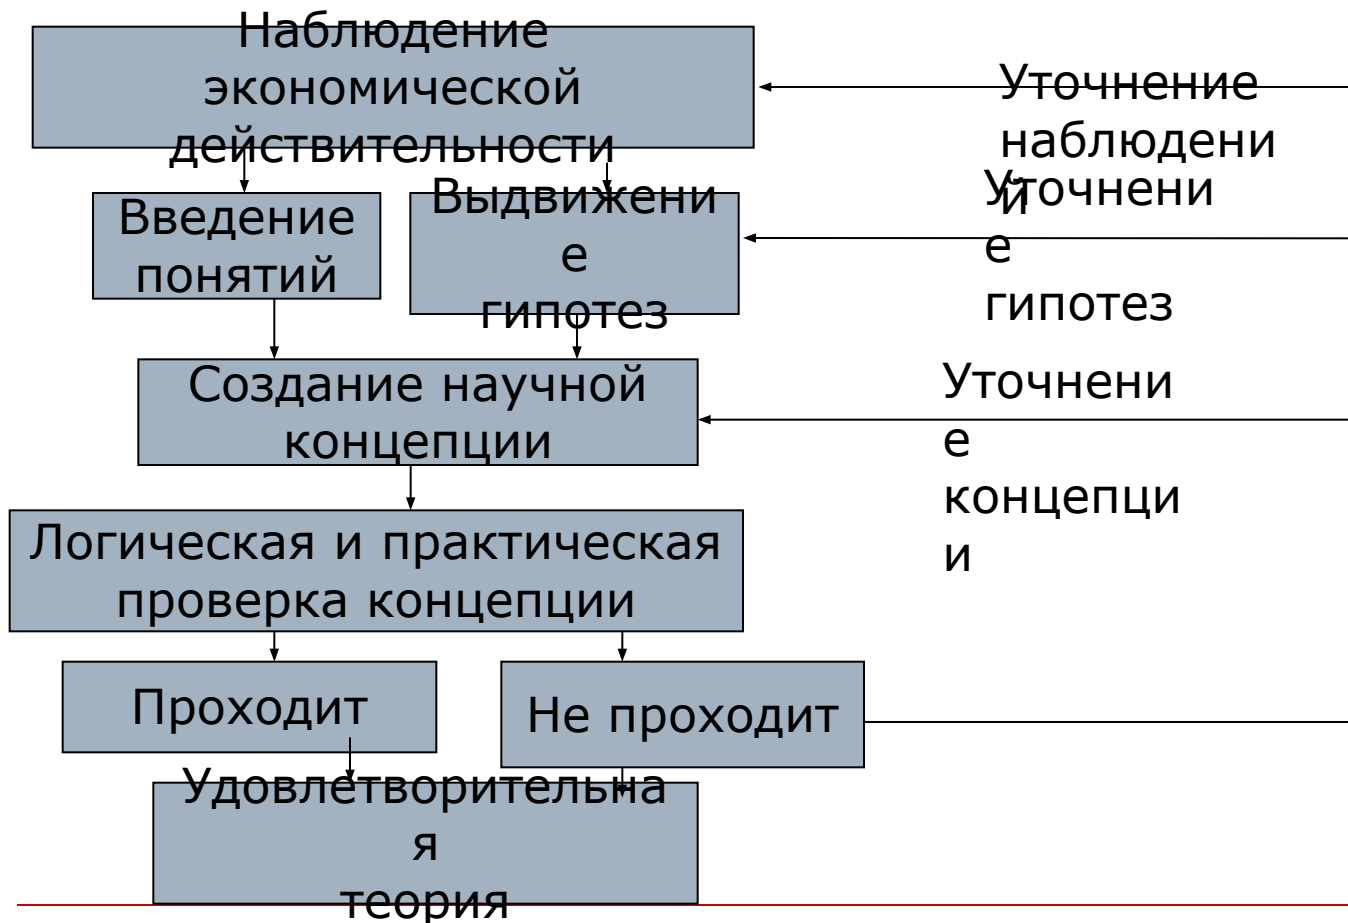 Наблюдение
экономической
действительности
Уточнение
наблюдени
й
Введение
понятий
Выдвижени
е
гипотез
Уточнени
е
гипотез
Создание научной
концепции
Уточнени
е
концепци
и
Логическая и практическая
проверка концепции
Проходит
Не проходит
Удовлетворительна
я
теория